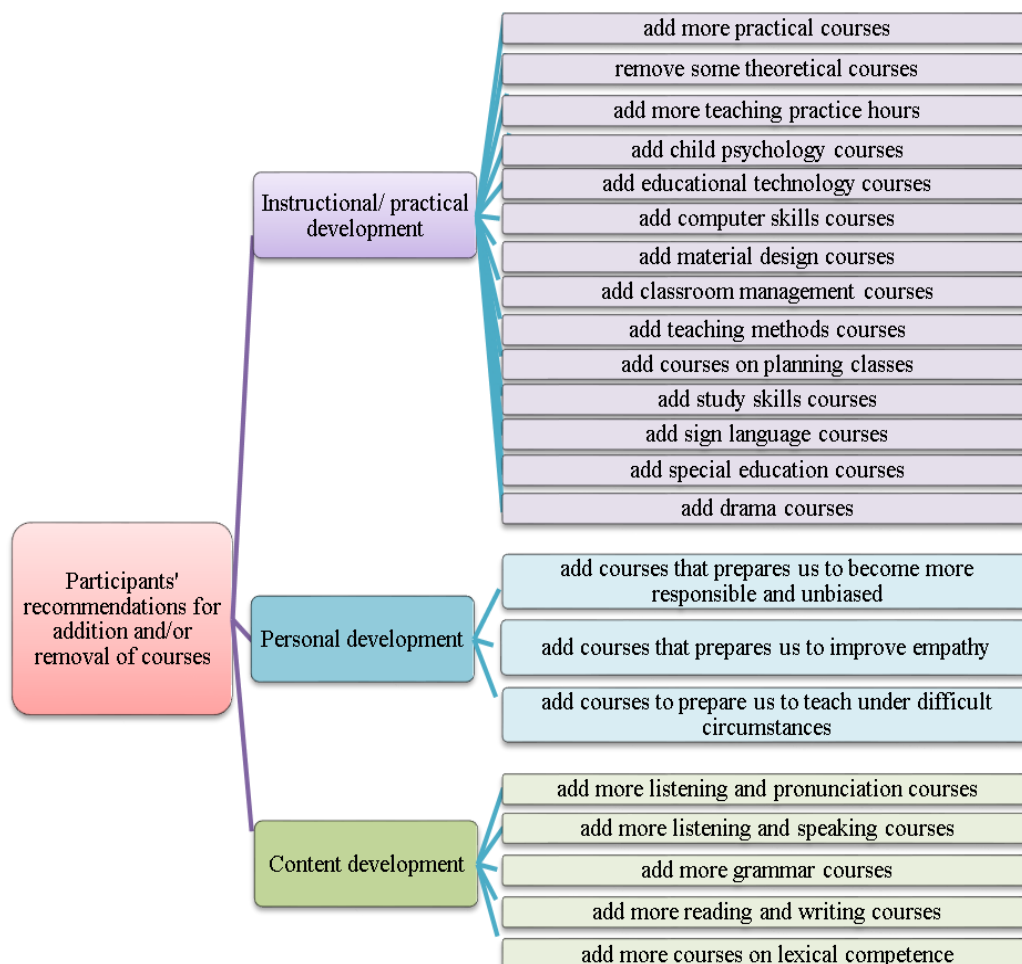 Participants'
recommendations for
addition and/or
removal of courses
Instructional/ practical
development
add more practical courses
remove some theoretical courses
add more teaching practice hours
add child psychology courses
add educational technology courses
add computer skills courses
add material design courses
add classroom management courses
add teaching methods courses
add courses on planning classes
add study skills courses
add sign language courses
add special education courses
add drama courses
Personal development
add courses that prepares us to become more
responsible and unbiased
add courses that prepares us to improve empathy
add courses to prepare us to teach under difficult
circumstances
Content development
add more listening and pronunciation courses
add more listening and speaking courses
add more grammar courses
add more reading and writing courses
add more courses on lexical competence